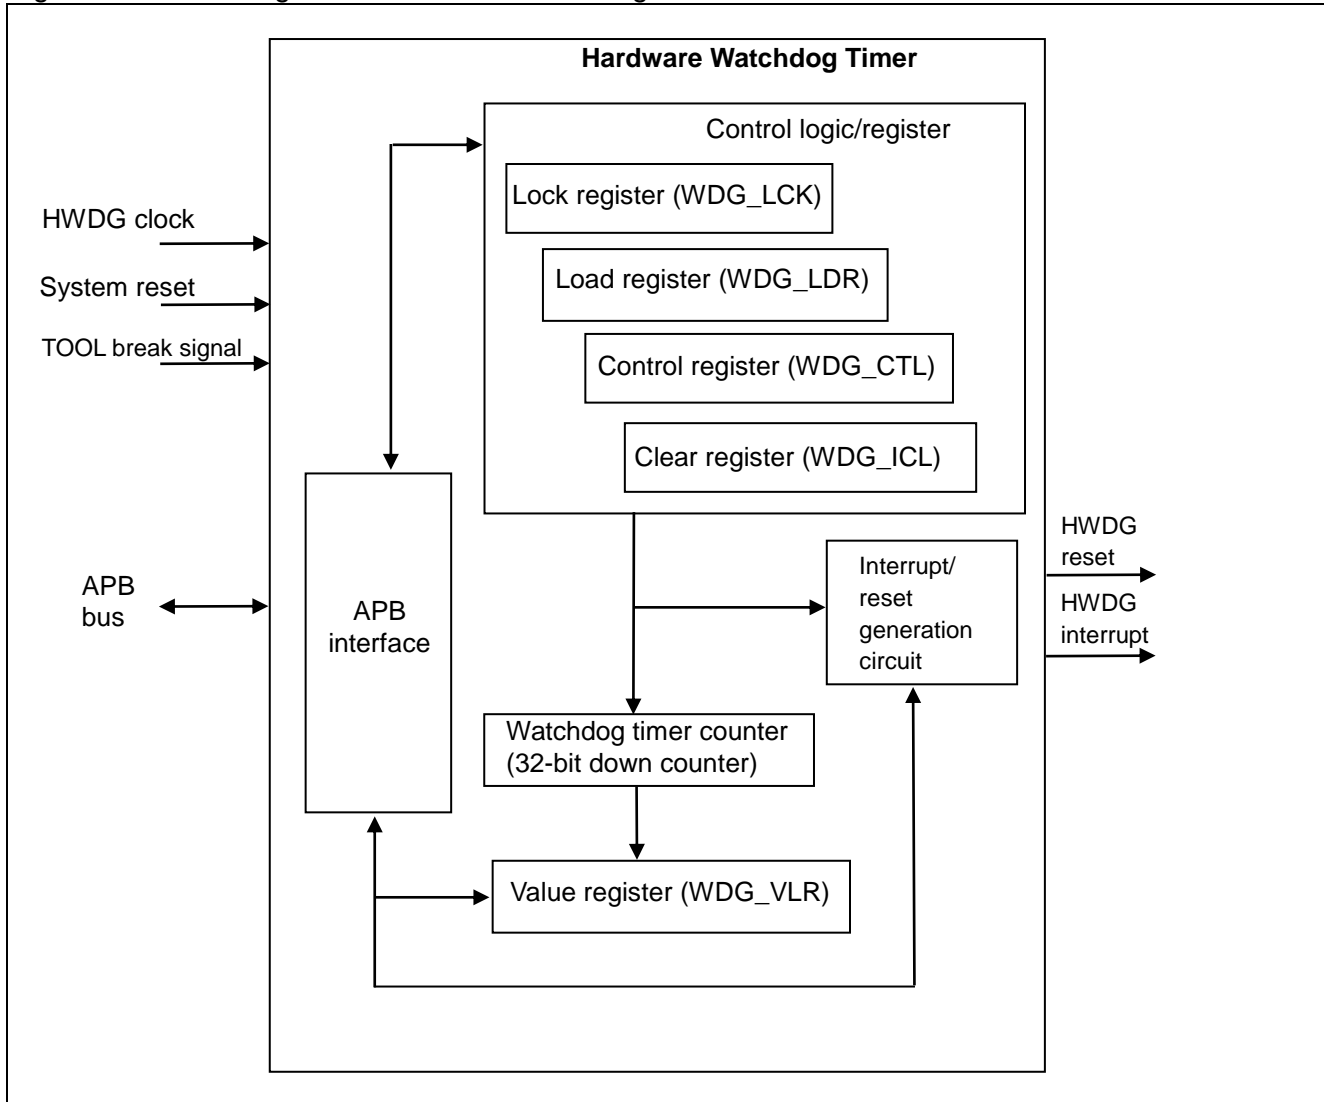 Hardware Watchdog Timer
Control logic/register
Lock register (WDG_LCK)
Load register (WDG_LDR)
Control register (WDG_CTL)
Clear register (WDG_ICL)
HWDG clock
System reset
TOOL break signal
APB
bus
APB
interface
Interrupt/
reset
generation
circuit
HWDG
reset
HWDG
interrupt
Watchdog timer counter
(32-bit down counter)
Value register (WDG_VLR)